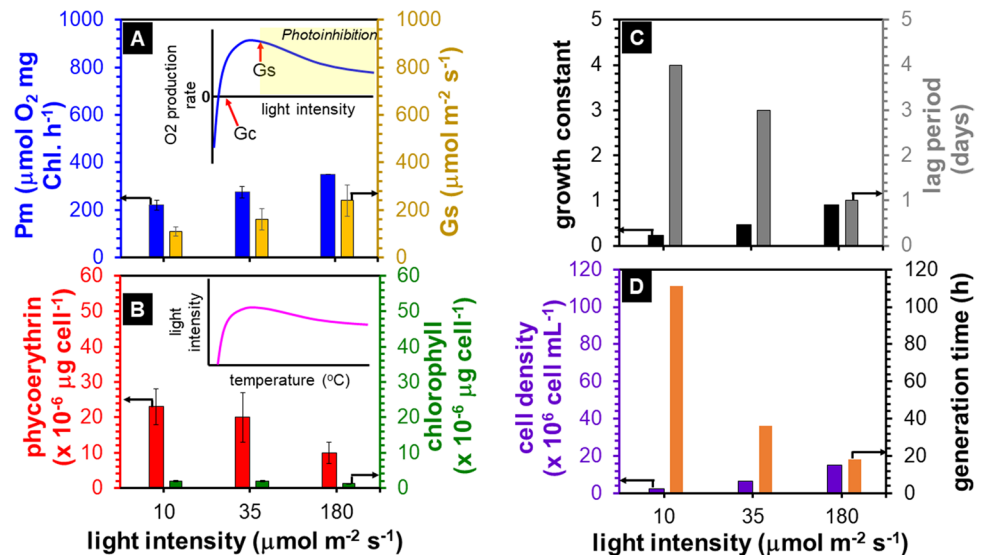 A
1000
800
600
400
200
0
Pm (μmol O2 mg
Chl. h-1)
O2 production
rate
0
Photoinhibition
Gs
light intensity
Gc
1000
800
600
400
200
0
Gs (μmol m-2 s-1)
B
60
50
40
30
20
10
0
phycoerythrin
(x 10-6 μg cell-1)
light
intensity
temperature (oC)
60
50
40
30
20
10
0
chlorophyll
(x 10-6 μg cell-1)
10 35 180
light intensity (μmol m-2 s-1)
C
5
4
3
2
1
0
growth constant
5
4
3
2
1
0
lag period
(days)
10 35 180
D
120
100
80
60
40
20
0
cell density
(x 106 cell mL-1)
120
100
80
60
40
20
0
generation time (h)
10 35 180
light intensity (μmol m-2 s-1)